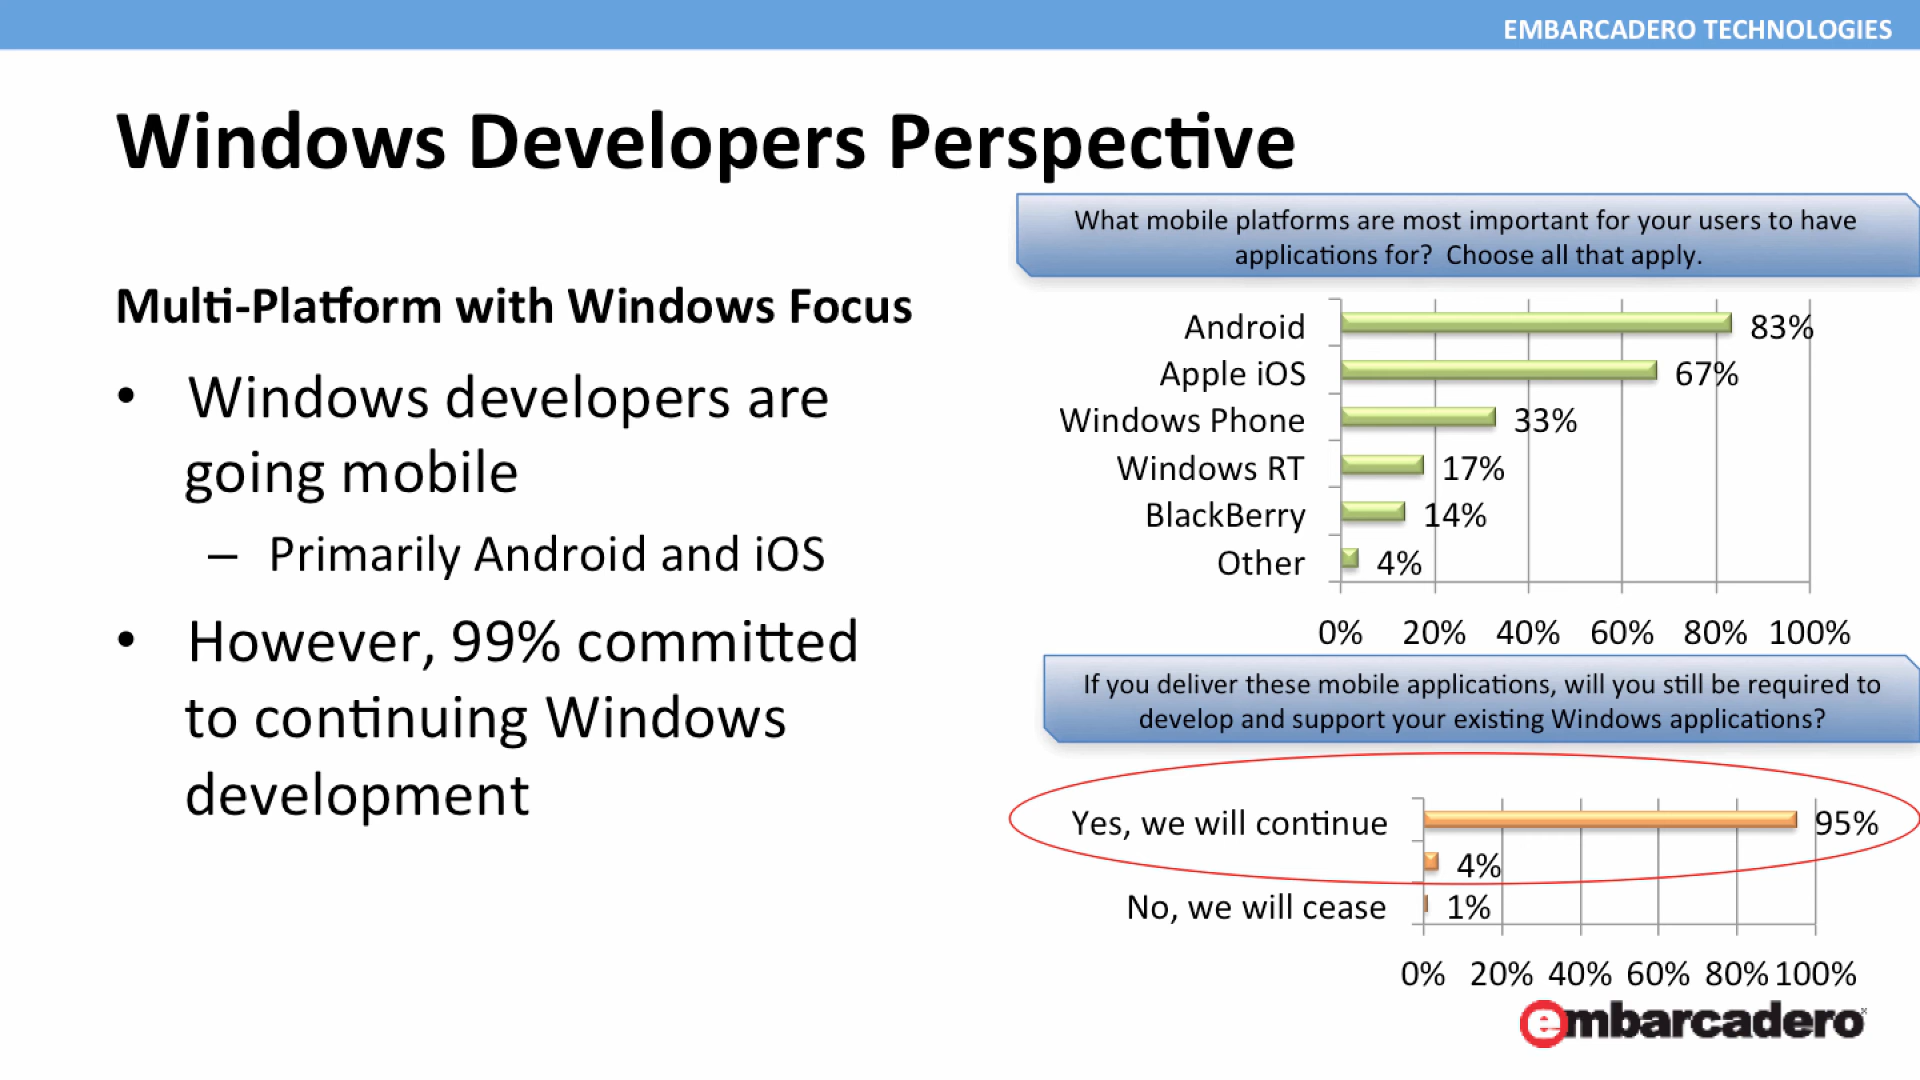 EMBARCADERO TECHNOLOGIES
Windows Developers Perspective
Multi-Platform with Windows Focus
• Windows developers are
going mobile
– Primarily Android and iOS
• However, 99% committed
to continuing Windows
development
What mobile platforms are most important for your users to have
applications for? Choose all that apply.
Android 83%
Apple iOS 67%
Windows Phone 33%
Windows RT 17%
BlackBerry 14%
Other 4%
0% 20% 40% 60% 80% 100%
If you deliver these mobile applications, will you still be required to
develop and support your existing Windows applications?
Yes, we will continue 95%
4%
No, we will cease 1%
0% 20% 40% 60% 80% 100%
embarcadero